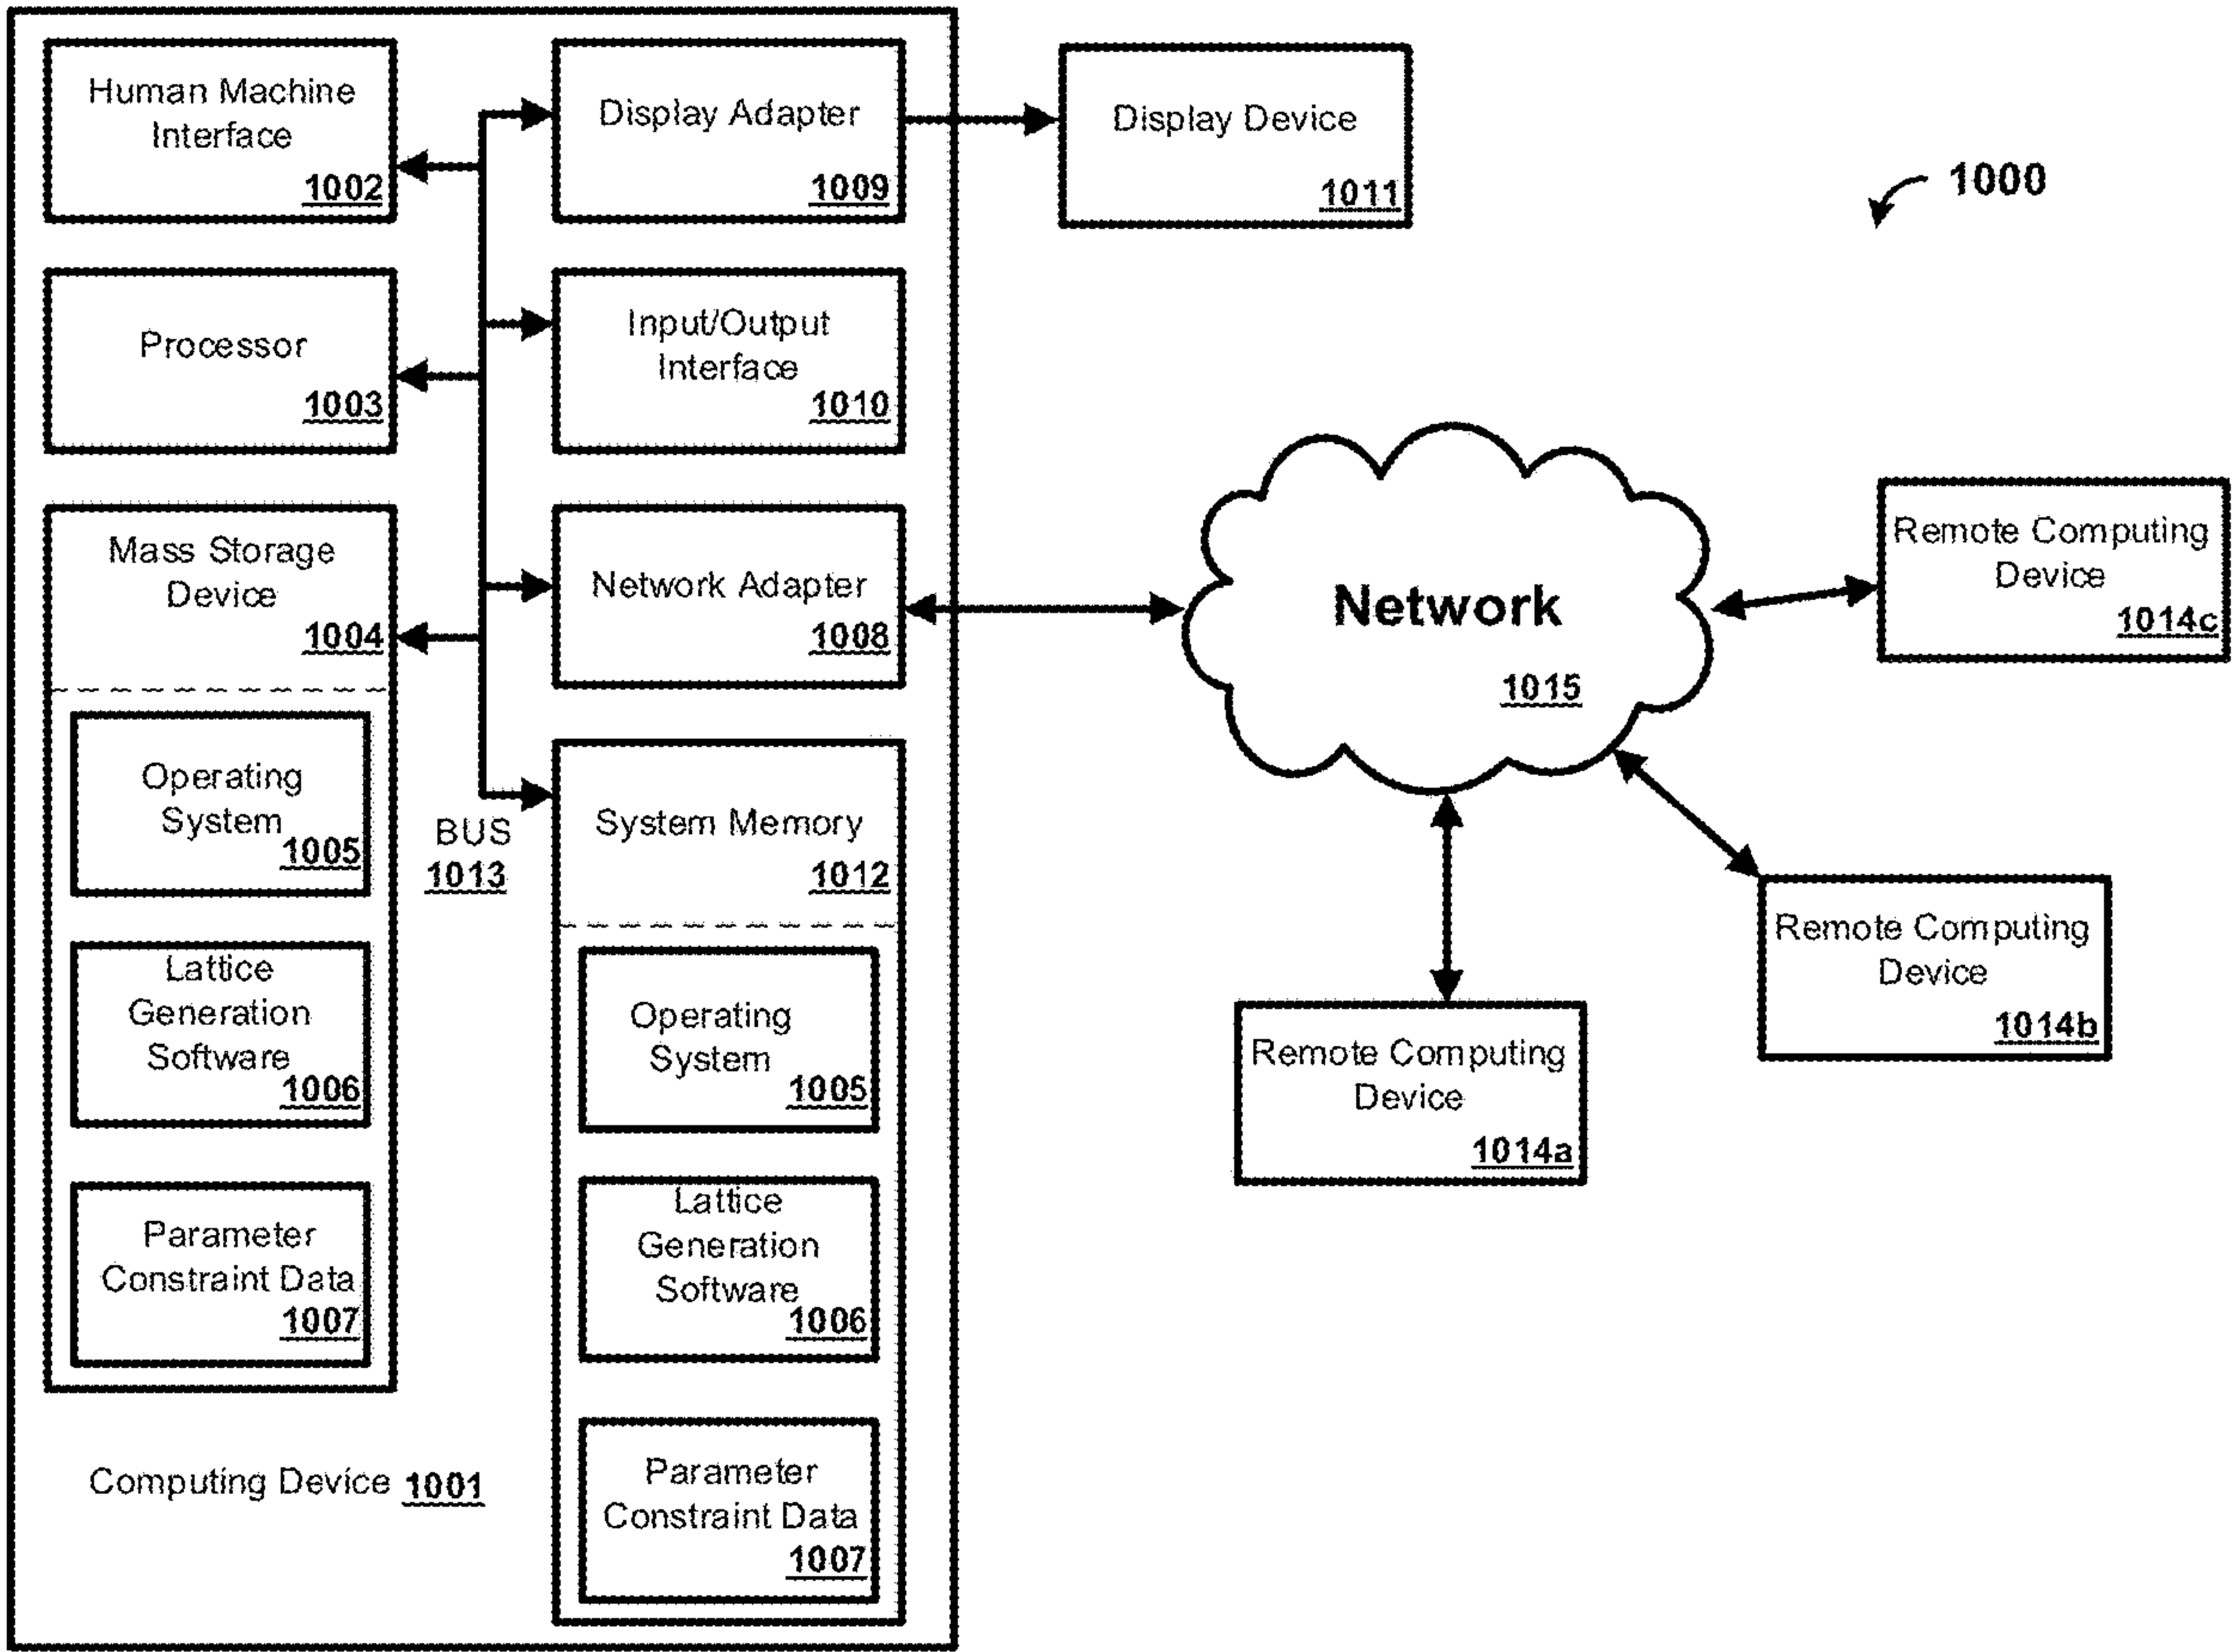 Human Machine
Interface
1002
Display Adapter
1009
Display Device
1011
1000
Processor
1003
Input/Output
Interface
1010
Mass Storage
Device
1004
Network Adapter
1008
Network
1015
Remote Computing
Device
1014c
Operating
System
1005
BUS
1013
System Memory
1012
Remote Computing
Device
1014b
Lattice
Generation
Software
1006
Operating
System
1005
Remote Computing
Device
1014a
Parameter
Constraint Data
1007
Lattice
Generation
Software
1006
Computing Device 1001
Parameter
Constraint Data
1007